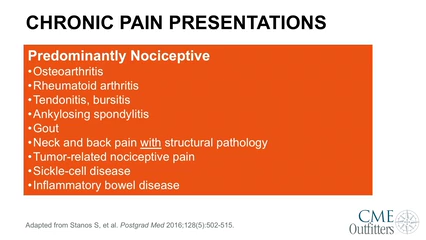 CHRONIC PAIN PRESENTATIONS
Predominantly Nociceptive
•Osteoarthritis
•Rheumatoid arthritis
•Tendonitis, bursitis
•Ankylosing spondylitis
•Gout
•Neck and back pain with structural pathology
•Tumor-related nociceptive pain
•Sickle-cell disease
•Inflammatory bowel disease
Adapted from Stanos S, et al. Postgrad Med 2016;128(5):502-515.
CME
Outfitters